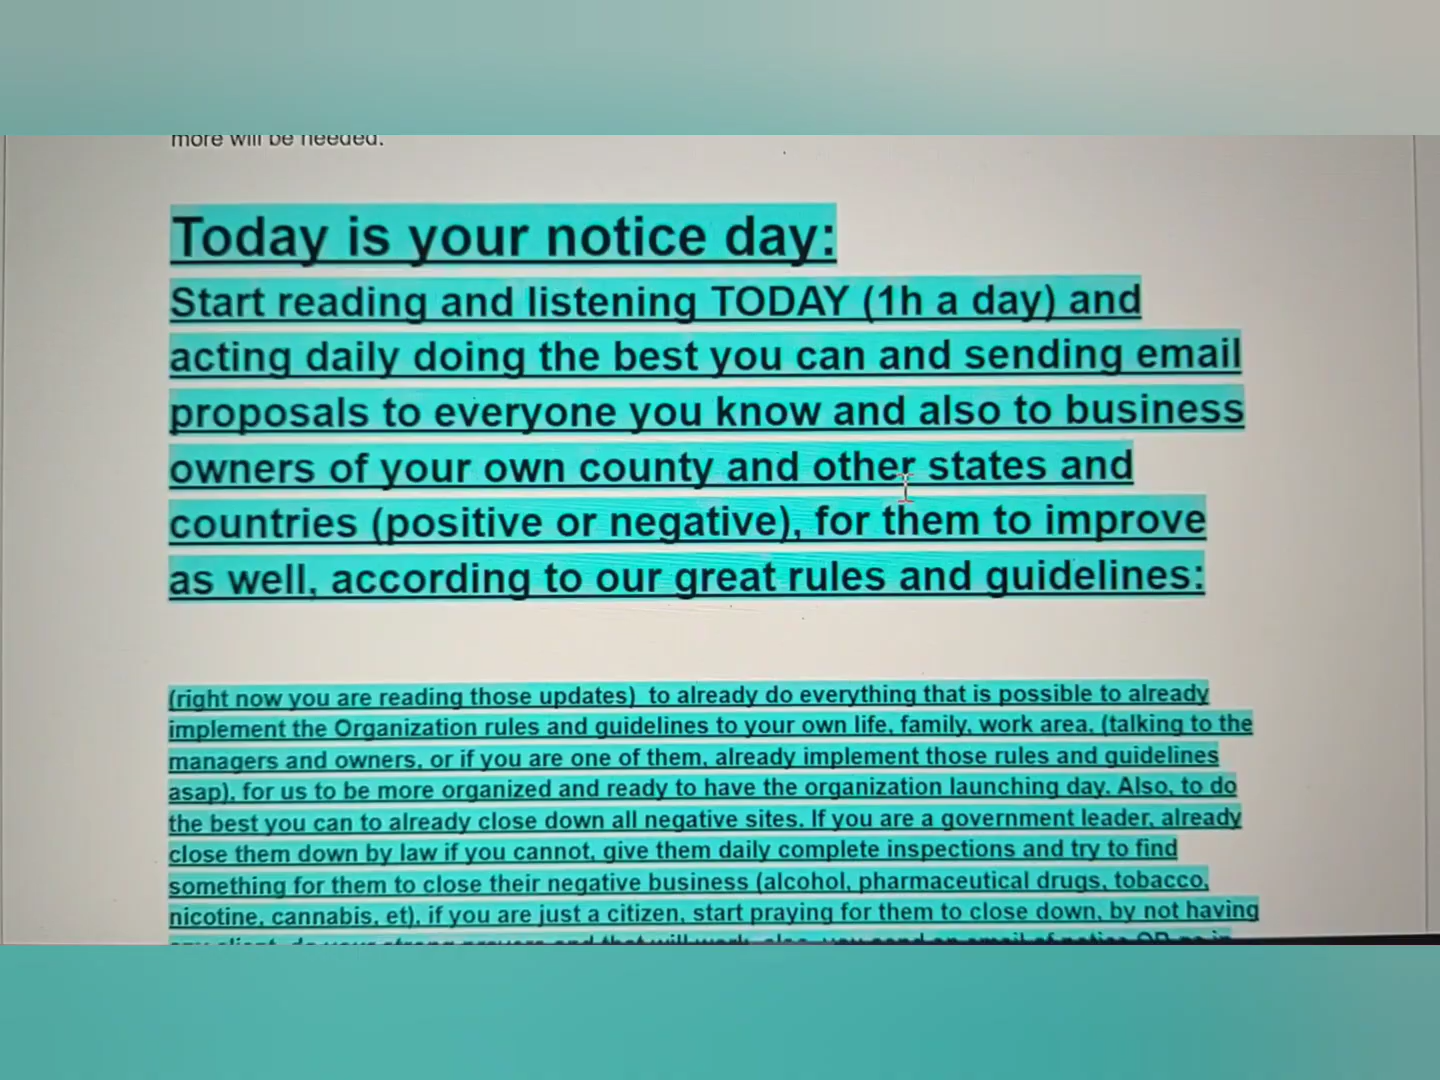 more will be needed.
Today is your notice day:
Start reading and listening TODAY (1h a day) and
acting daily doing the best you can and sending email
proposals to everyone you know and also to business
owners of your own county and other states and
countries (positive or negative), for them to improve
as well, according to our great rules and guidelines:
(right now you are reading those updates)  to already do everything that is possible to already
implement the Organization rules and guidelines to your own life, family, work area, (talking to the
managers and owners, or if you are one of them, already implement those rules and guidelines
asap), for us to be more organized and ready to have the organization launching day. Also, to do
the best you can to already close down all negative sites. If you are a government leader, already
close them down by law if you cannot, give them daily complete inspections and try to find
something for them to close their negative business (alcohol, pharmaceutical drugs, tobacco,
nicotine, cannabis, et), if you are just a citizen, start praying for them to close down, by not having